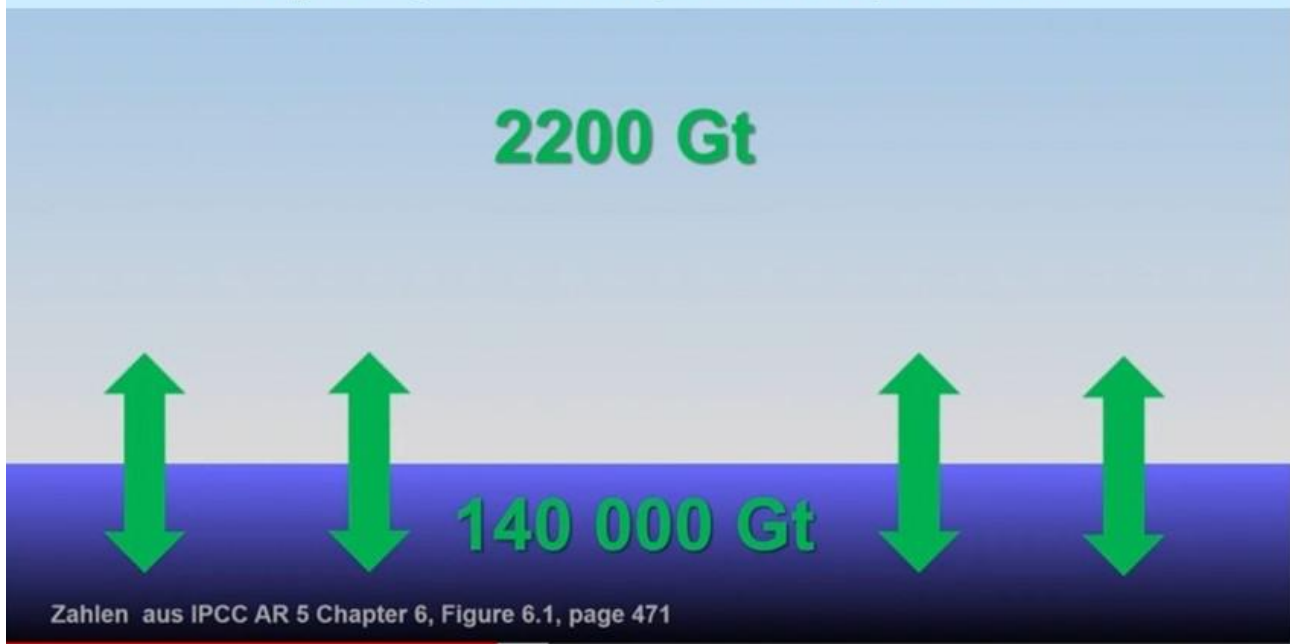 2200 Gt
140 000 Gt
Zahlen aus IPCC AR 5 Chapter 6, Figure 6.1, page 471